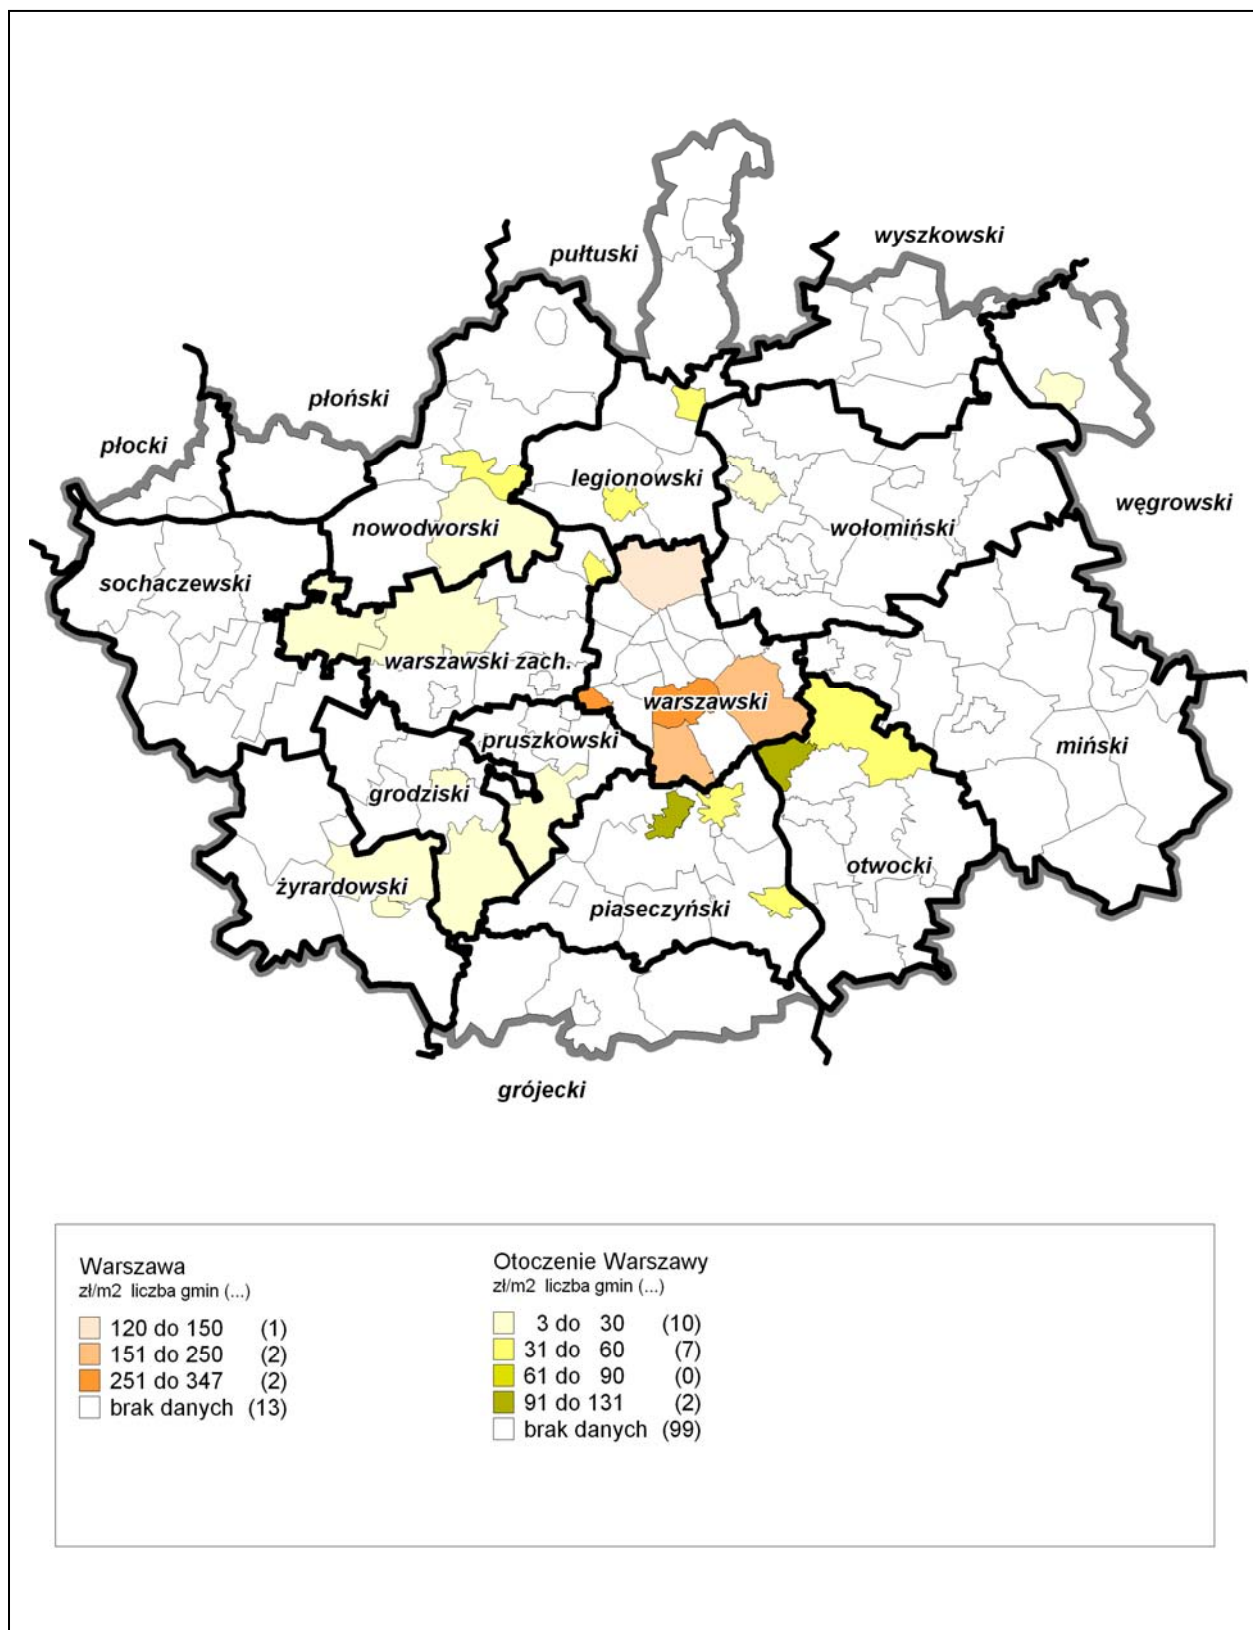 wyszkowski
pułtuski
płoński
płocki
legionowski
węgrowski
nowodworski
wołomiński
sochaczewski
warszawski zach.
warszawski
pruszkowski
miński
grodziski
otwocki
żyrardowski
piaseczyński
grójecki
Warszawa
zł/m2 liczba gmin (...)
120 do 150 (1)
151 do 250 (2)
251 do 347 (2)
brak danych (13)
Otoczenie Warszawy
zł/m2 liczba gmin (...)
3 do 30 (10)
31 do 60 (7)
61 do 90 (0)
91 do 131 (2)
brak danych (99)